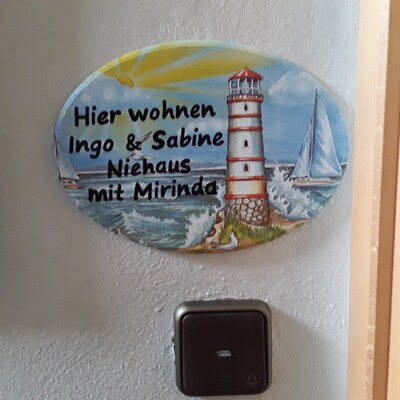 Hier wohnen
Ingo & Sabine
Niehaus
mit Mirinda